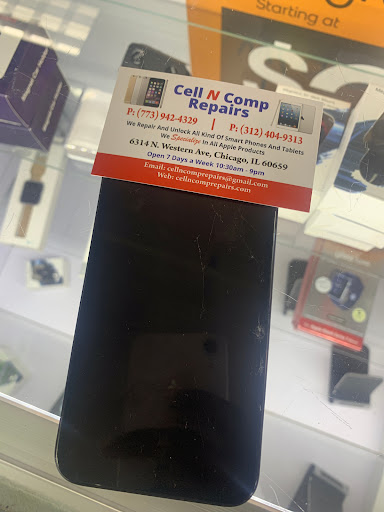 Starting at
Cell N Comp
Repairs
P: (773) 942-4329 | P: (312) 404-9313
We Repair And Unlock All Kind Of Smart Phones And Tablets
We Specialize In All Apple Products
6314 N. Western Ave, Chicago, IL 60659
Open 7 Days a Week 10:30am - 9pm
Email: cellncomprepairs@gmail.com
Web: cellncomprepairs.com